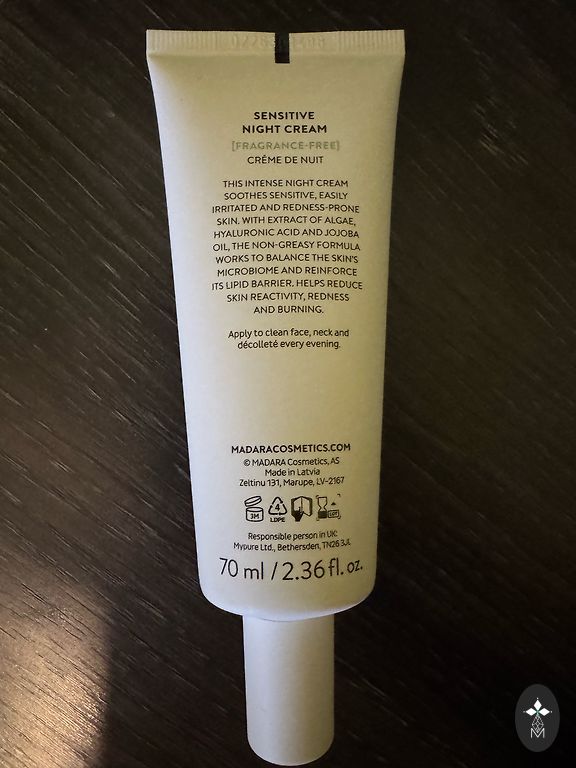 SENSITIVE
NIGHT CREAM
[FRAGRANCE-FREE]
CRÉME DE NUIT
THIS INTENSE NIGHT CREAM
SOOTHES SENSITIVE, EASILY
IRRITATED AND REDNESS-PRONE
SKIN. WITH EXTRACT OF ALGAE,
HYALURONIC ACID AND JOJOBA
OIL, THE NON-GREASY FORMULA
WORKS TO BALANCE THE SKIN'S
MICROBIOME AND REINFORCE
ITS LIPID BARRIER. HELPS REDUCE
SKIN REACTIVITY, REDNESS
AND BURNING.
Apply to clean face, neck and
décolleté every evening.
MADARACOSMETICS.COM
© MADARA Cosmetics, AS
Made in Latvia
Zeltinu 131, Marupe, LV-2167
3M 4 LOT
LDPE
Responsible person in UK:
Mypure Ltd., Bethersden, TN26 3JL
70 ml / 2.36 fl. oz.
M